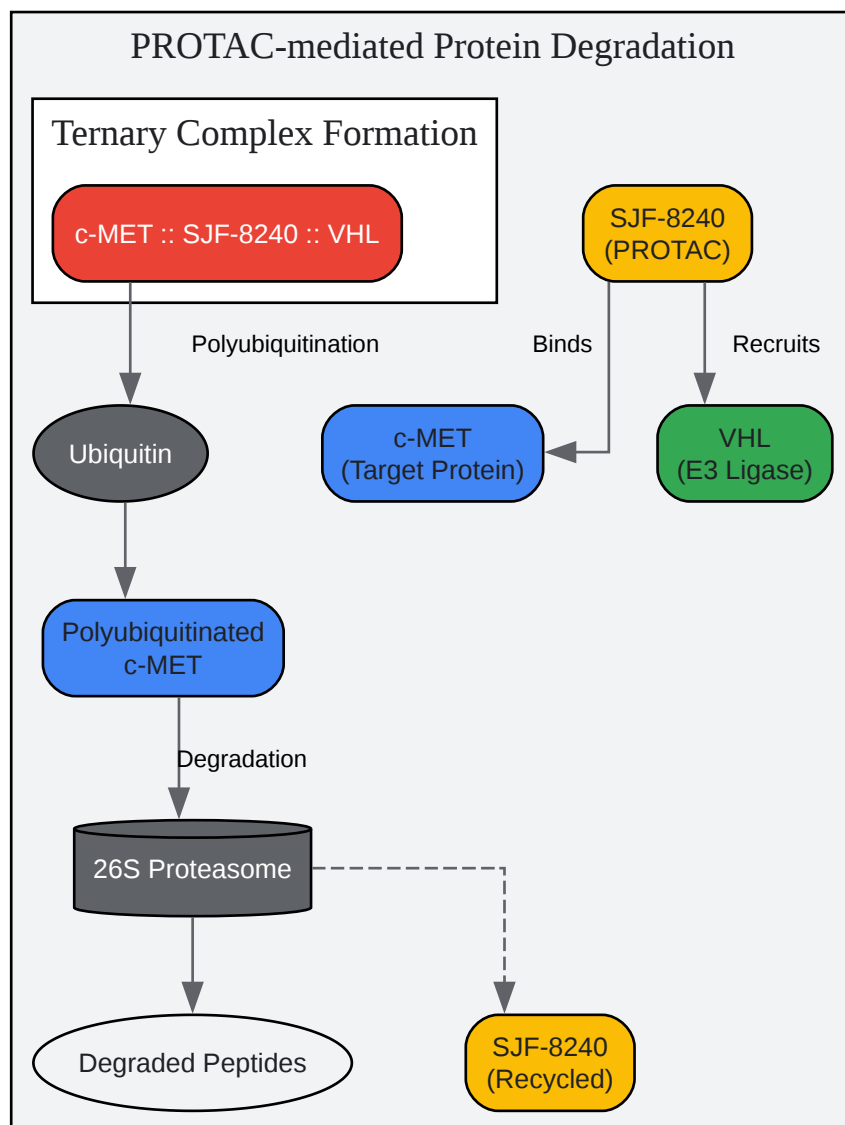 PROTAC-mediated Protein Degradation
Ternary Complex Formation
c-MET :: SJF-8240 :: VHL
SJF-8240
(PROTAC)
Polyubiquitination
Binds
Recruits
Ubiquitin
c-MET
(Target Protein)
VHL
(E3 Ligase)
Polyubiquitinated
c-MET
Degradation
26S Proteasome
Degraded Peptides
SJF-8240
(Recycled)